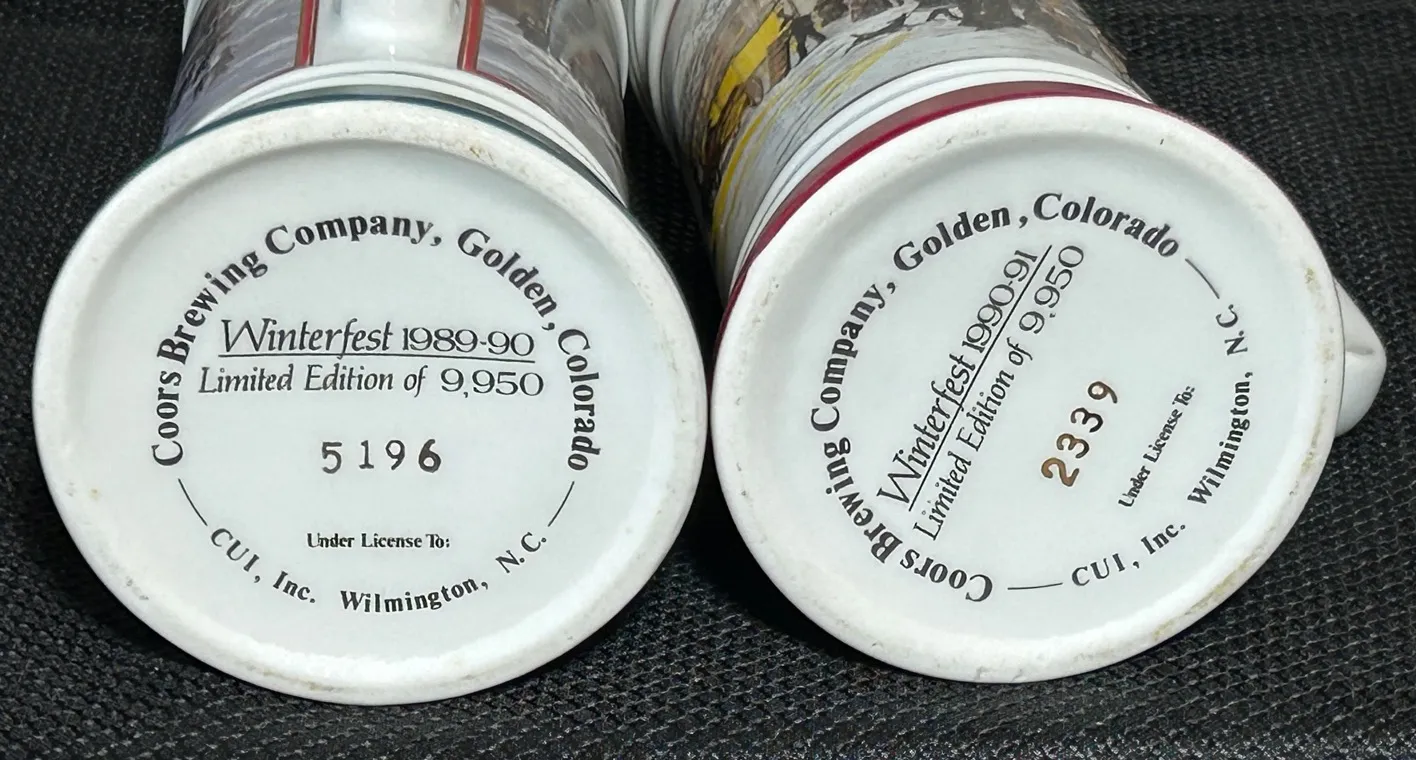 Coors Brewing Company, Golden, Colorado
Winterfest 1989-90
Limited Edition of 9,950
5196
Under License To:
CUI, Inc. Wilmington, N.C.
Coors Brewing Company, Golden, Colorado
Winterfest 1990-91
Limited Edition of 9,950
2339
Under License To:
CUI, Inc. Wilmington, N.C.